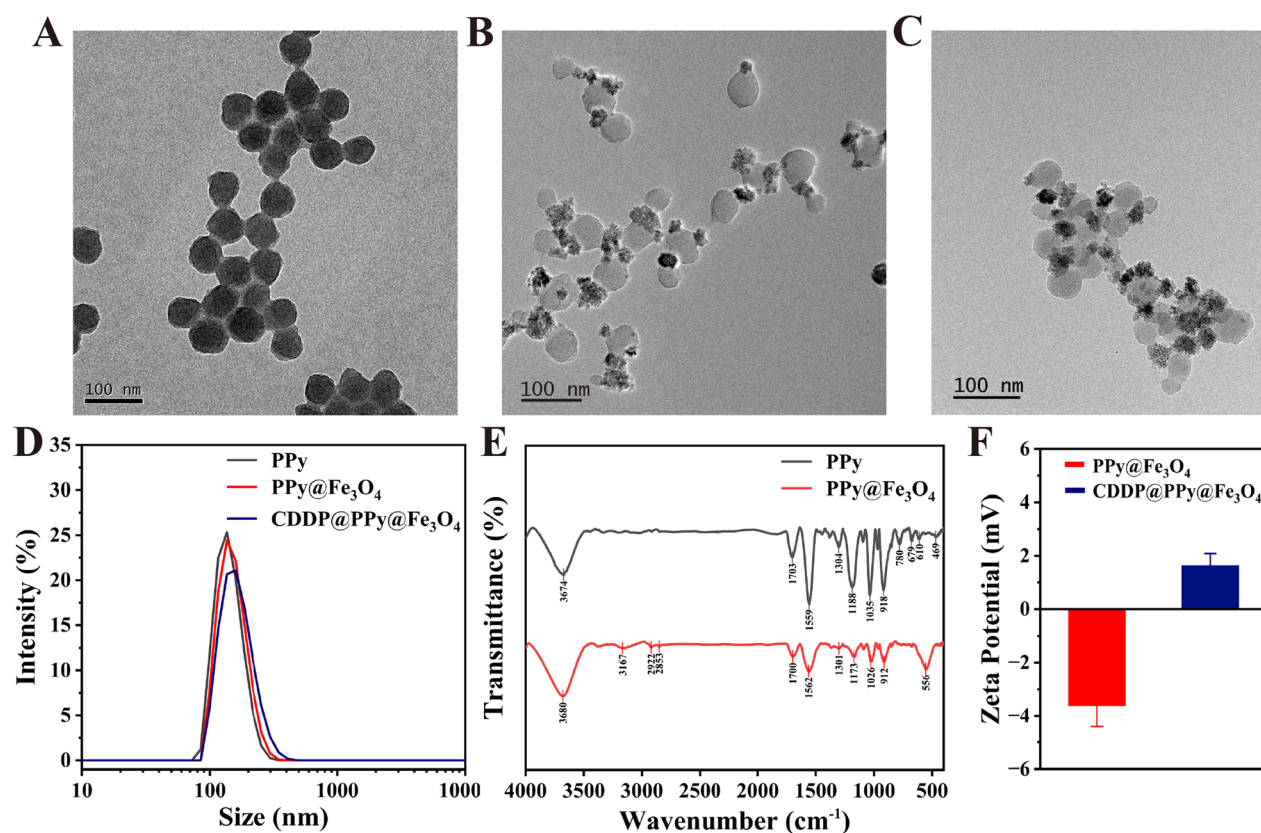 A
B
C
100 nm
100 nm
100 nm
D
PPy
PPy@Fe₃O₄
CDDP@PPy@Fe₃O₄
35
30
25
20
15
10
5
0
Intensity (%)
10 100 1000 1000
Size (nm)
E
PPy
PPy@Fe₃O₄
Transmittance (%)
3674
1703
1559
1304
1188
1035
918
780
679
610
469
3680
3167
2922
2853
1700
1562
1301
1173
1026
912
556
4000 3500 3000 2500 2000 1500 1000 500
Wavenumber (cm⁻¹)
F
PPy@Fe₃O₄
CDDP@PPy@Fe₃O₄
6
4
2
0
−2
−4
−6
Zeta Potential (mV)